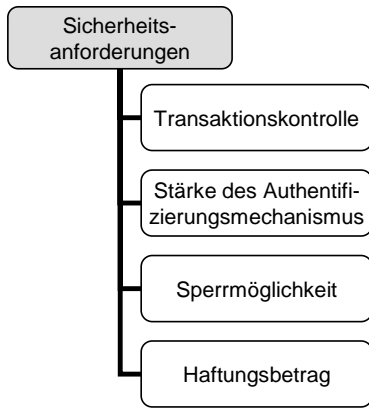 Sicherheits-
anforderungen
Transaktionskontrolle
Stärke des Authentifi-
zierungsmechanismus
Sperrmöglichkeit
Haftungsbetrag